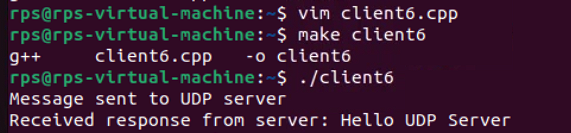 rps@rps-virtual-machine:~$ vim client6.cpp
rps@rps-virtual-machine:~$ make client6
g++     client6.cpp   -o client6
rps@rps-virtual-machine:~$ ./client6
Message sent to UDP server
Received response from server: Hello UDP Server